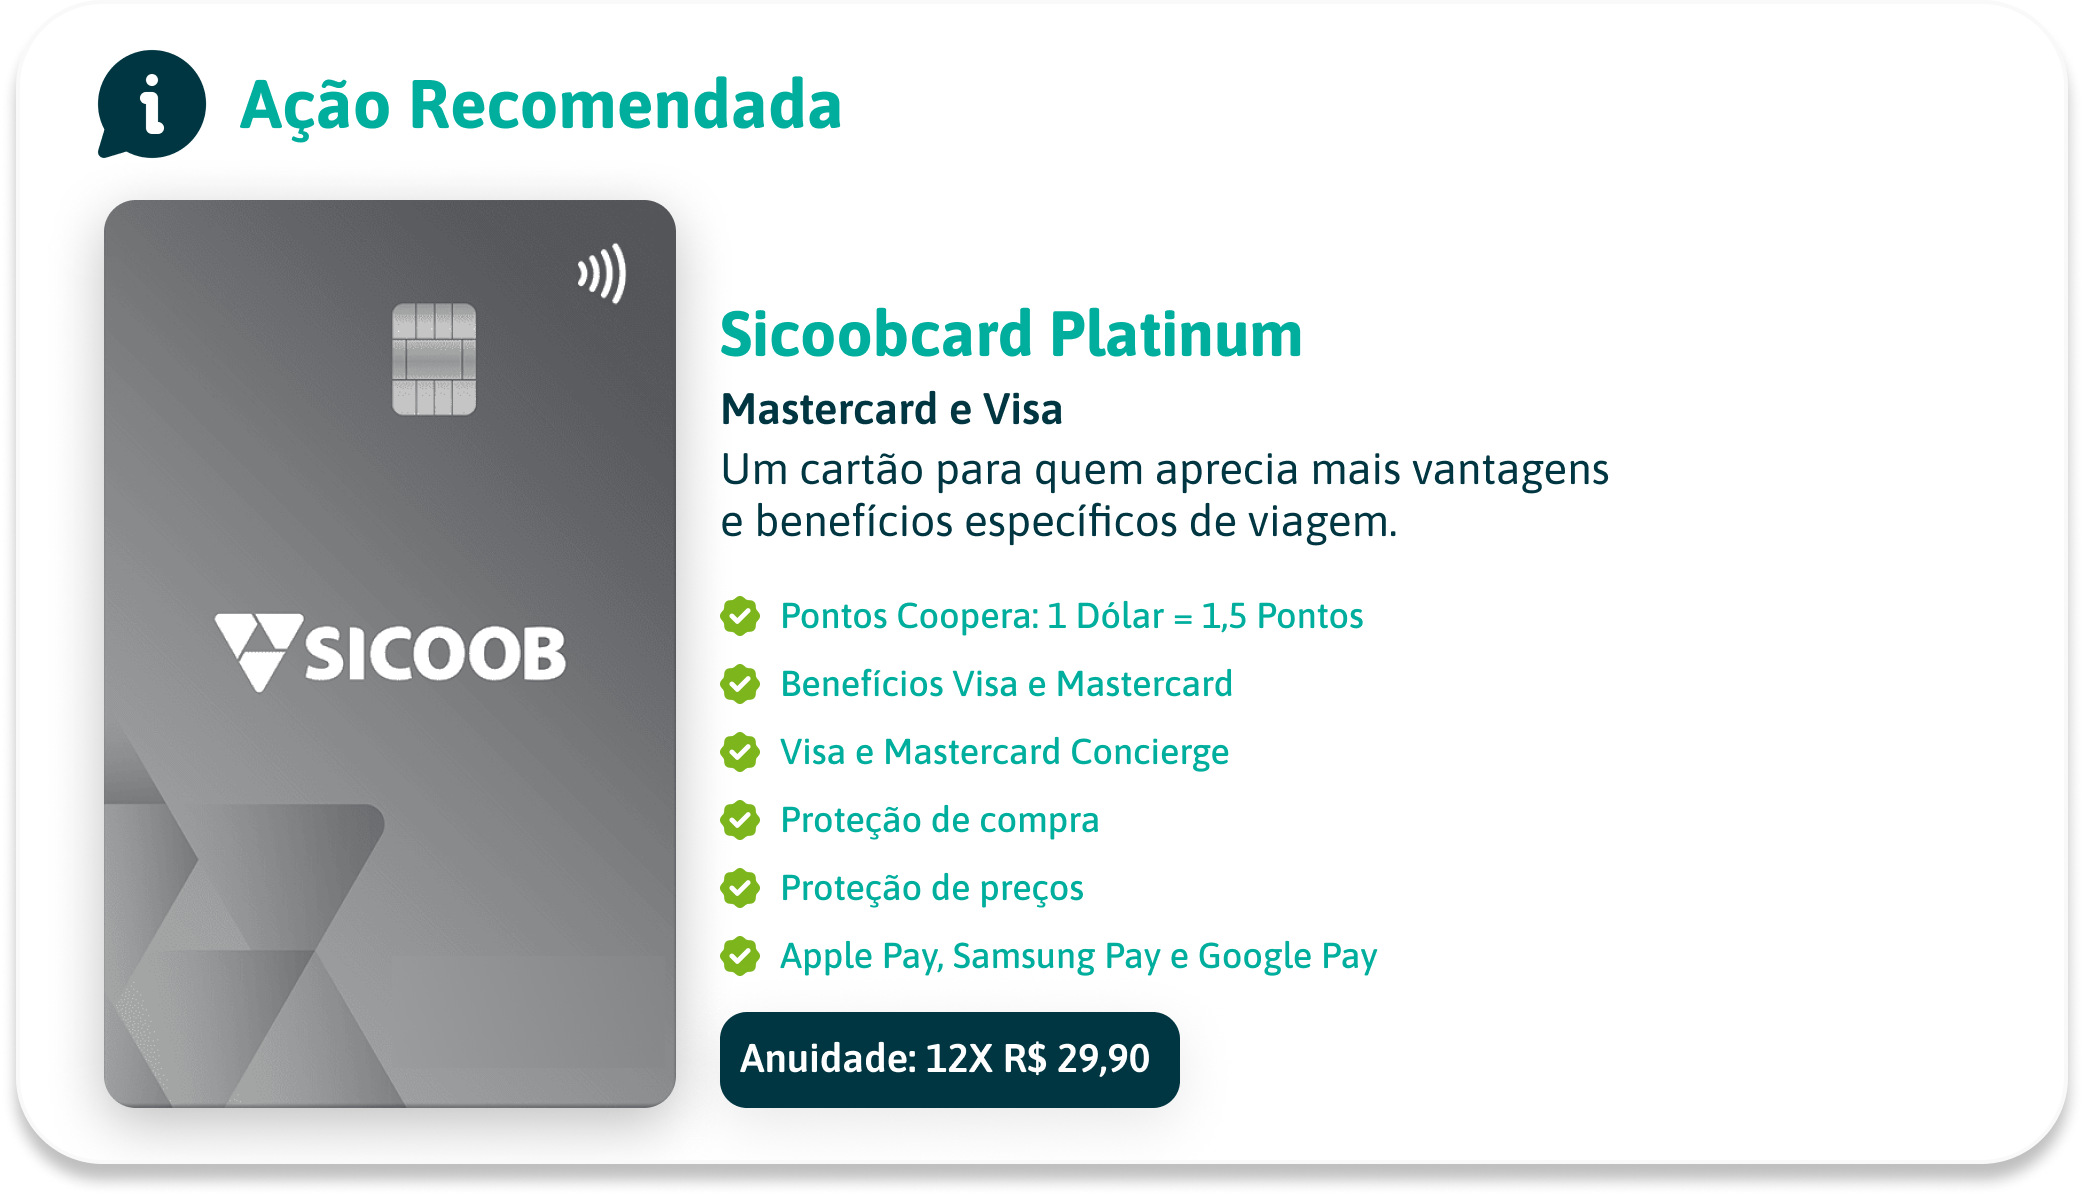 Ação Recomendada
SICOOB
Sicoobcard Platinum
Mastercard e Visa
Um cartão para quem aprecia mais vantagens
e benefícios específicos de viagem.
Pontos Coopera: 1 Dólar = 1,5 Pontos
Benefícios Visa e Mastercard
Visa e Mastercard Concierge
Proteção de compra
Proteção de preços
Apple Pay, Samsung Pay e Google Pay
Anuidade: 12X R$ 29,90